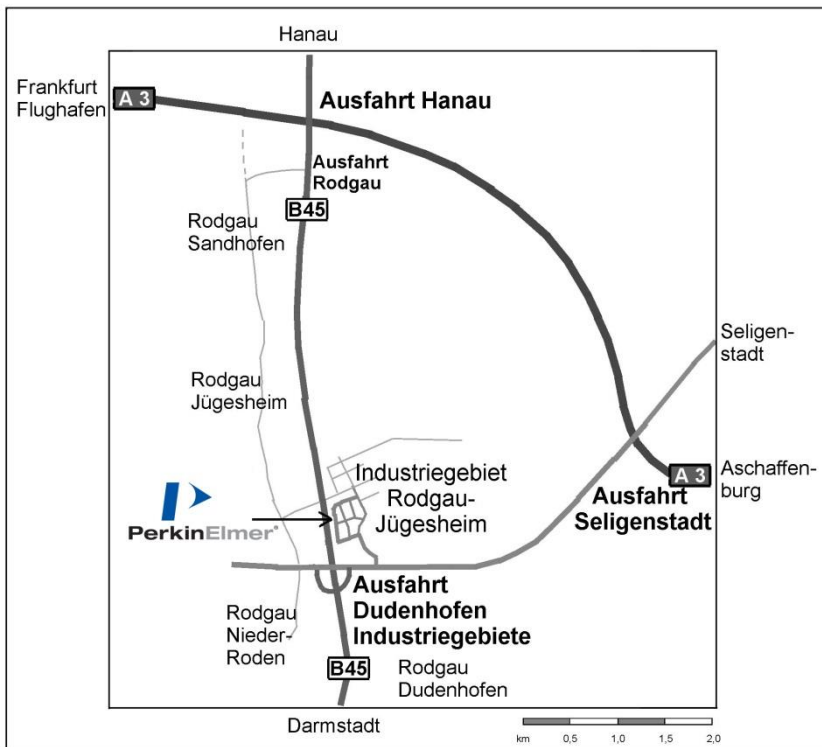 Hanau
Frankfurt
Flughafen
A 3
Ausfahrt Hanau
Ausfahrt
Rodgau
B45
Rodgau
Sandhofen
Seligen-
stadt
Rodgau
Jügesheim
Industriegebiet
Rodgau-
Jügesheim
A 3
Aschaffen-
burg
Ausfahrt
Seligenstadt
PerkinElmer
Ausfahrt
Dudenhofen
Industriegebiete
Rodgau
Nieder-
Roden
B45
Rodgau
Dudenhofen
Darmstadt
km 0,5 1,0 1,5 2,0